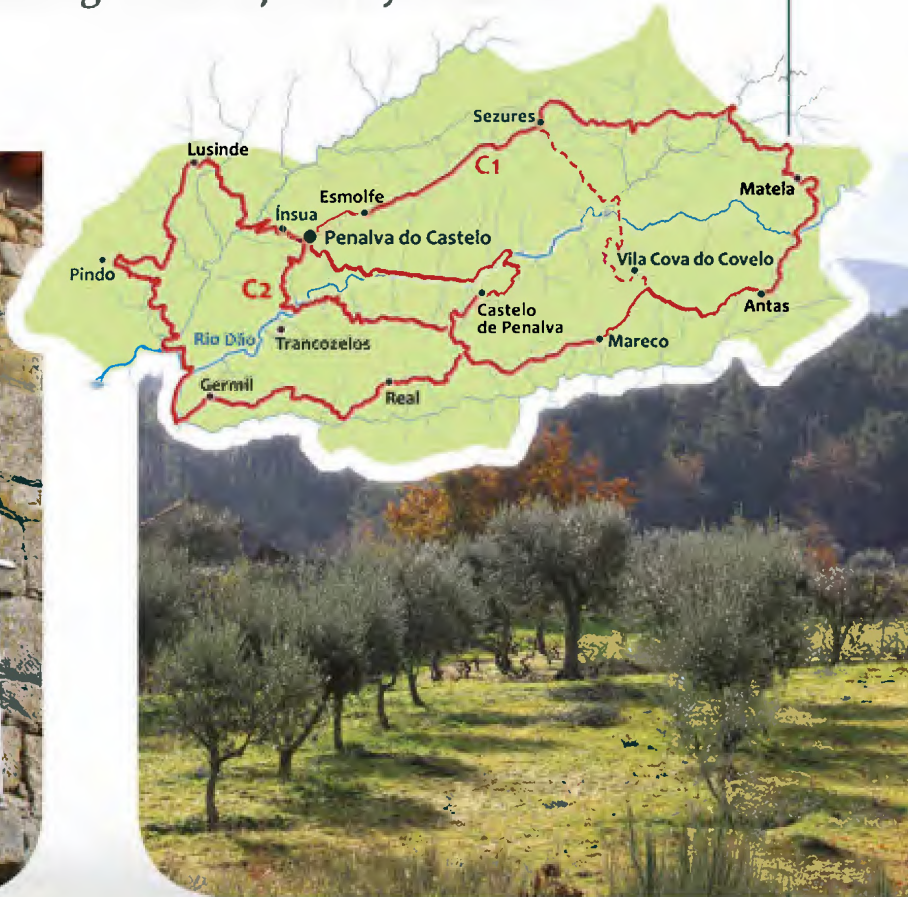 Sezures
Lusinde
C1
Matela
Esmolfe
Ínsua
Penalva do Castelo
Vila Cova do Covelo
Pindo
C2
Castelo
de Penalva
Antas
Rio Dão
Trancozelos
Mareco
Germil
Real